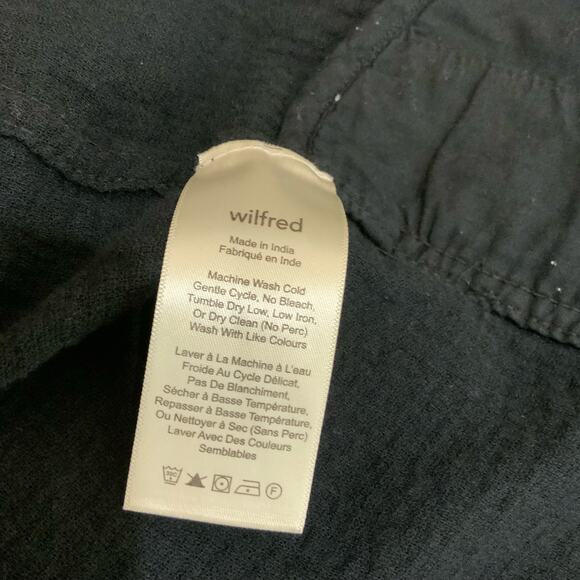 wilfred
Made in India
Fabriqué en Inde
Machine Wash Cold
Gentle Cycle, No Bleach,
Tumble Dry Low, Low Iron,
Or Dry Clean (No Perc)
Wash With Like Colours
Laver à La Machine à L'eau
Froide Au Cycle Délicat,
Pas De Blanchiment,
Sécher à Basse Température,
Repasser à Basse Température,
Ou Nettoyer à Sec (Sans Perc)
Laver Avec Des Couleurs
Semblables
30C
F